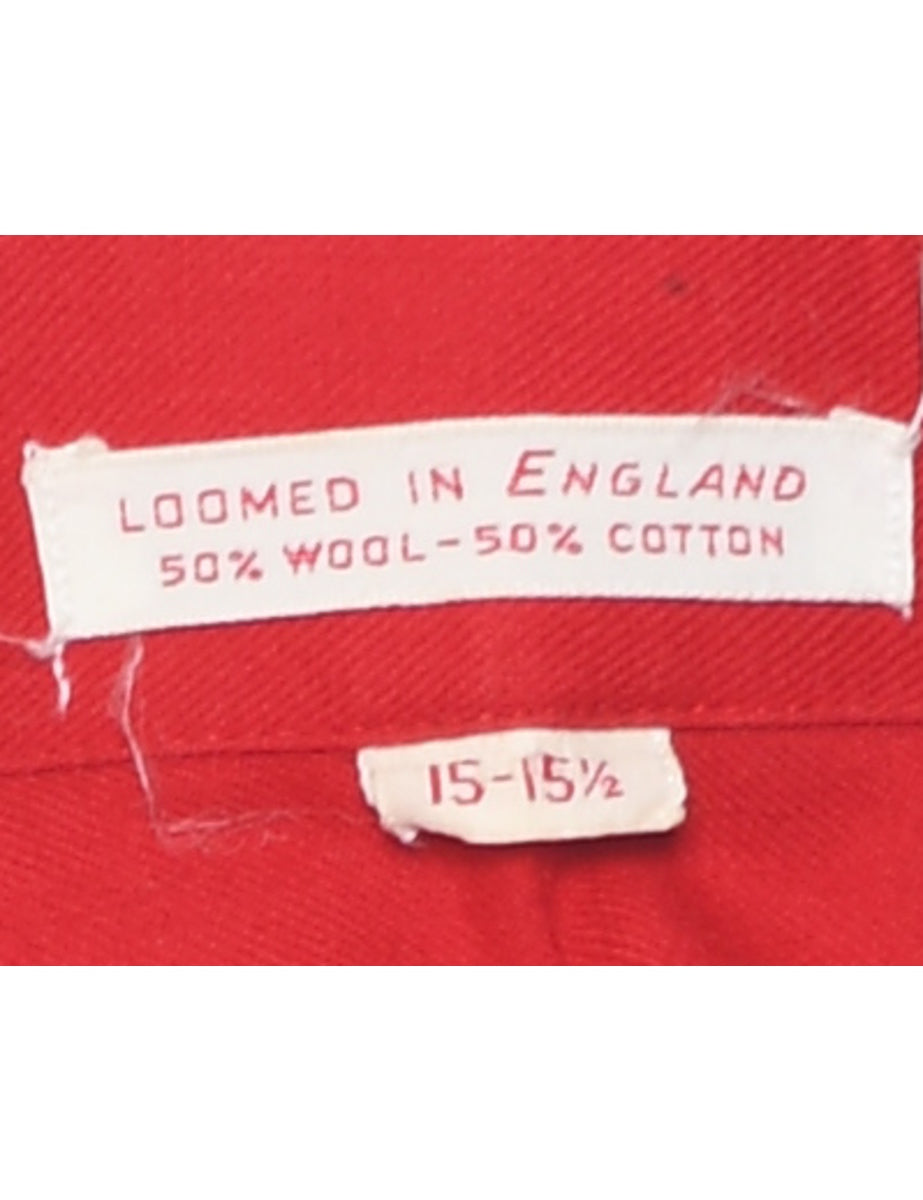 LOOMED IN ENGLAND
50% WOOL-50% COTTON
15-15½